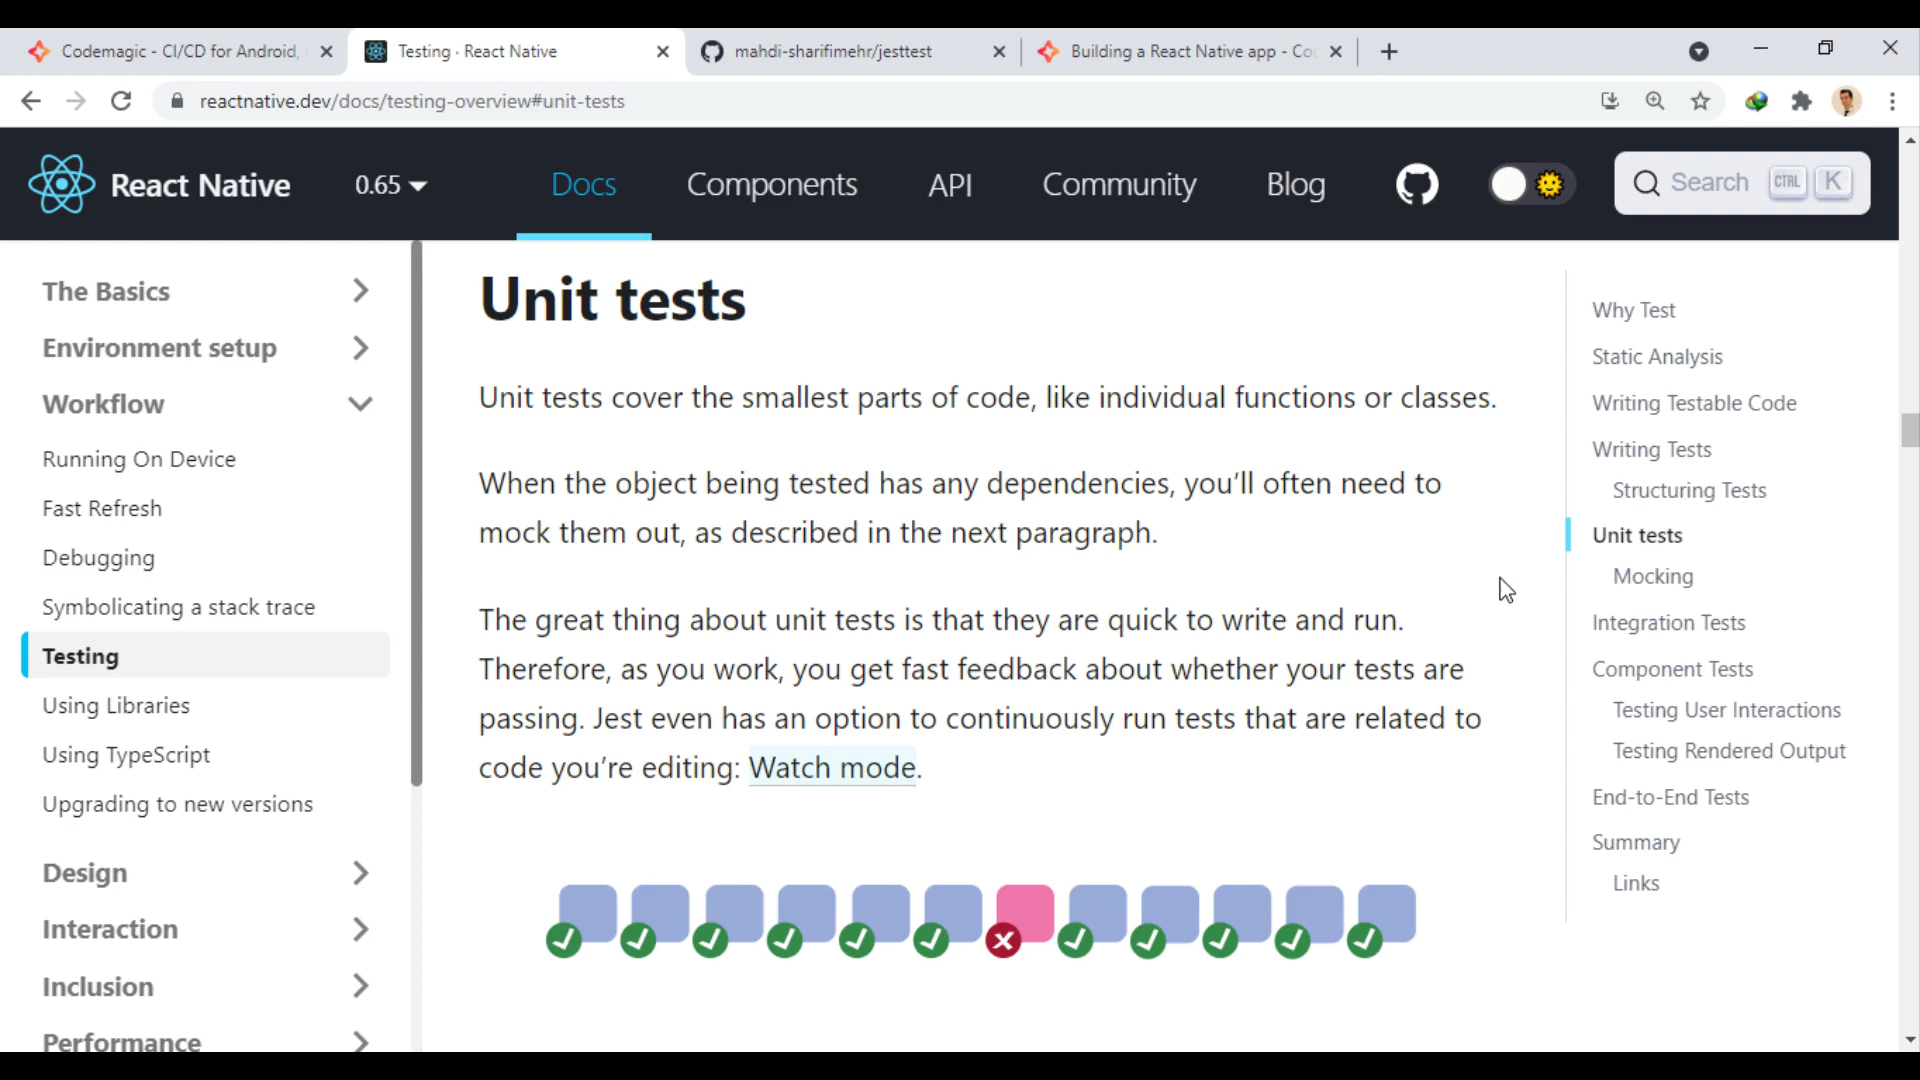 Codemagic - CI/CD for Android,
Testing · React Native
mahdi-sharifimehr/jesttest
Building a React Native app - Coc
reactnative.dev/docs/testing-overview#unit-tests
React Native
0.65
Docs
Components
API
Community
Blog
Search
CTRL
K
The Basics
Environment setup
Workflow
Running On Device
Fast Refresh
Debugging
Symbolicating a stack trace
Testing
Using Libraries
Using TypeScript
Upgrading to new versions
Design
Interaction
Inclusion
Performance
Unit tests
Unit tests cover the smallest parts of code, like individual functions or classes.
When the object being tested has any dependencies, you’ll often need to
mock them out, as described in the next paragraph.
The great thing about unit tests is that they are quick to write and run.
Therefore, as you work, you get fast feedback about whether your tests are
passing. Jest even has an option to continuously run tests that are related to
code you’re editing: Watch mode.
Why Test
Static Analysis
Writing Testable Code
Writing Tests
Structuring Tests
Unit tests
Mocking
Integration Tests
Component Tests
Testing User Interactions
Testing Rendered Output
End-to-End Tests
Summary
Links